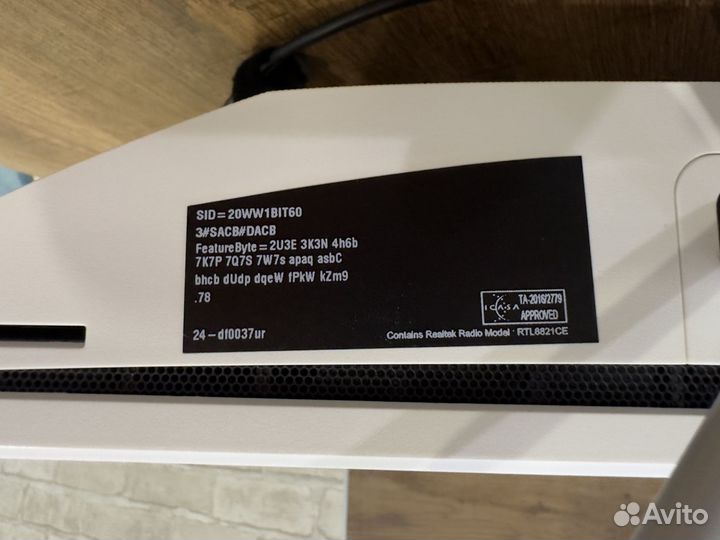 SID=20WW1BIT60
3#SACB#DACB
FeatureByte=2U3E 3K3N 4h6b
7K7P 7Q7S 7W7s apaq asbC
bhcb dUdp dqeW fPkW kZm9
.78
24-df0037ur
ICASA
TA-2016/2779
APPROVED
Contains Realtek Radio Model : RTL8821CE
Avito